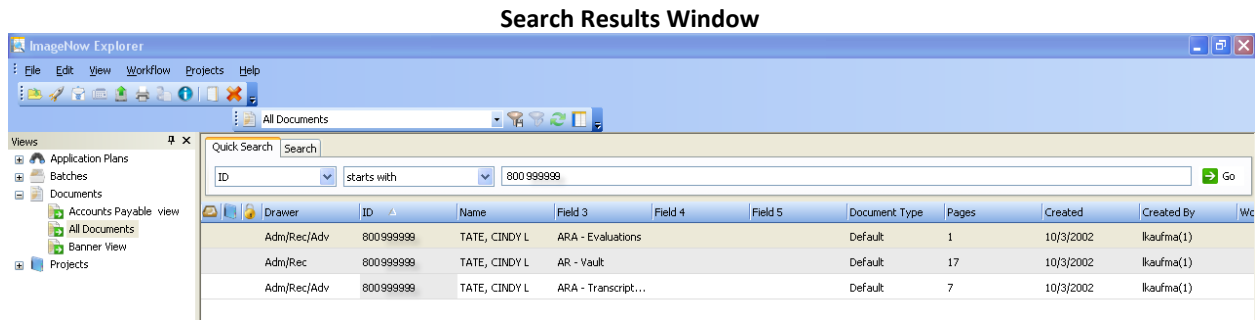 Search Results Window
ImageNow Explorer
File Edit View Workflow Projects Help
All Documents
Views
Quick Search Search
Application Plans
Batches
ID starts with 800 999999 Go
Documents
Accounts Payable view
All Documents
Banner View
Projects
Drawer ID Name Field 3 Field 4 Field 5 Document Type Pages Created Created By Wo
Adm/Rec/Adv 800999999 TATE, CINDY L ARA - Evaluations Default 1 10/3/2002 lkaufma(1)
Adm/Rec 800999999 TATE, CINDY L AR - Vault Default 17 10/3/2002 lkaufma(1)
Adm/Rec/Adv 800999999 TATE, CINDY L ARA - Transcript... Default 7 10/3/2002 lkaufma(1)